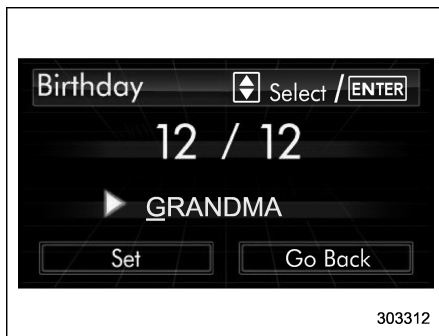 Birthday Select / ENTER
12 / 12
GRANDMA
Set Go Back
303312